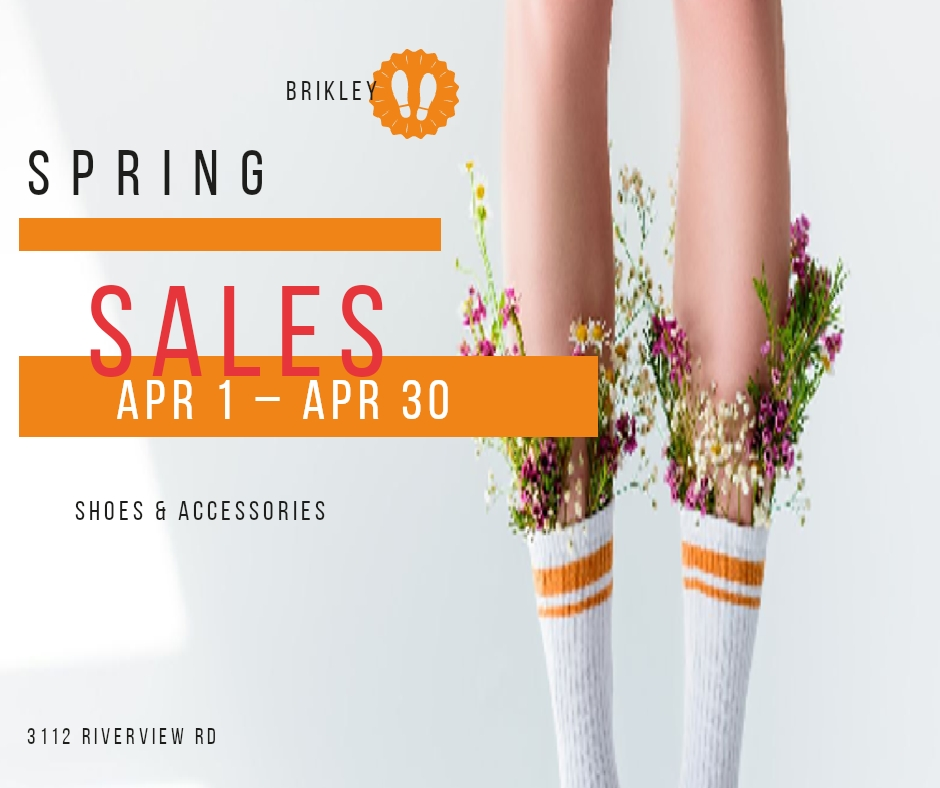 BRIKLEY
SPRING
SALES
APR 1 – APR 30
SHOES & ACCESSORIES
3112 RIVERVIEW RD